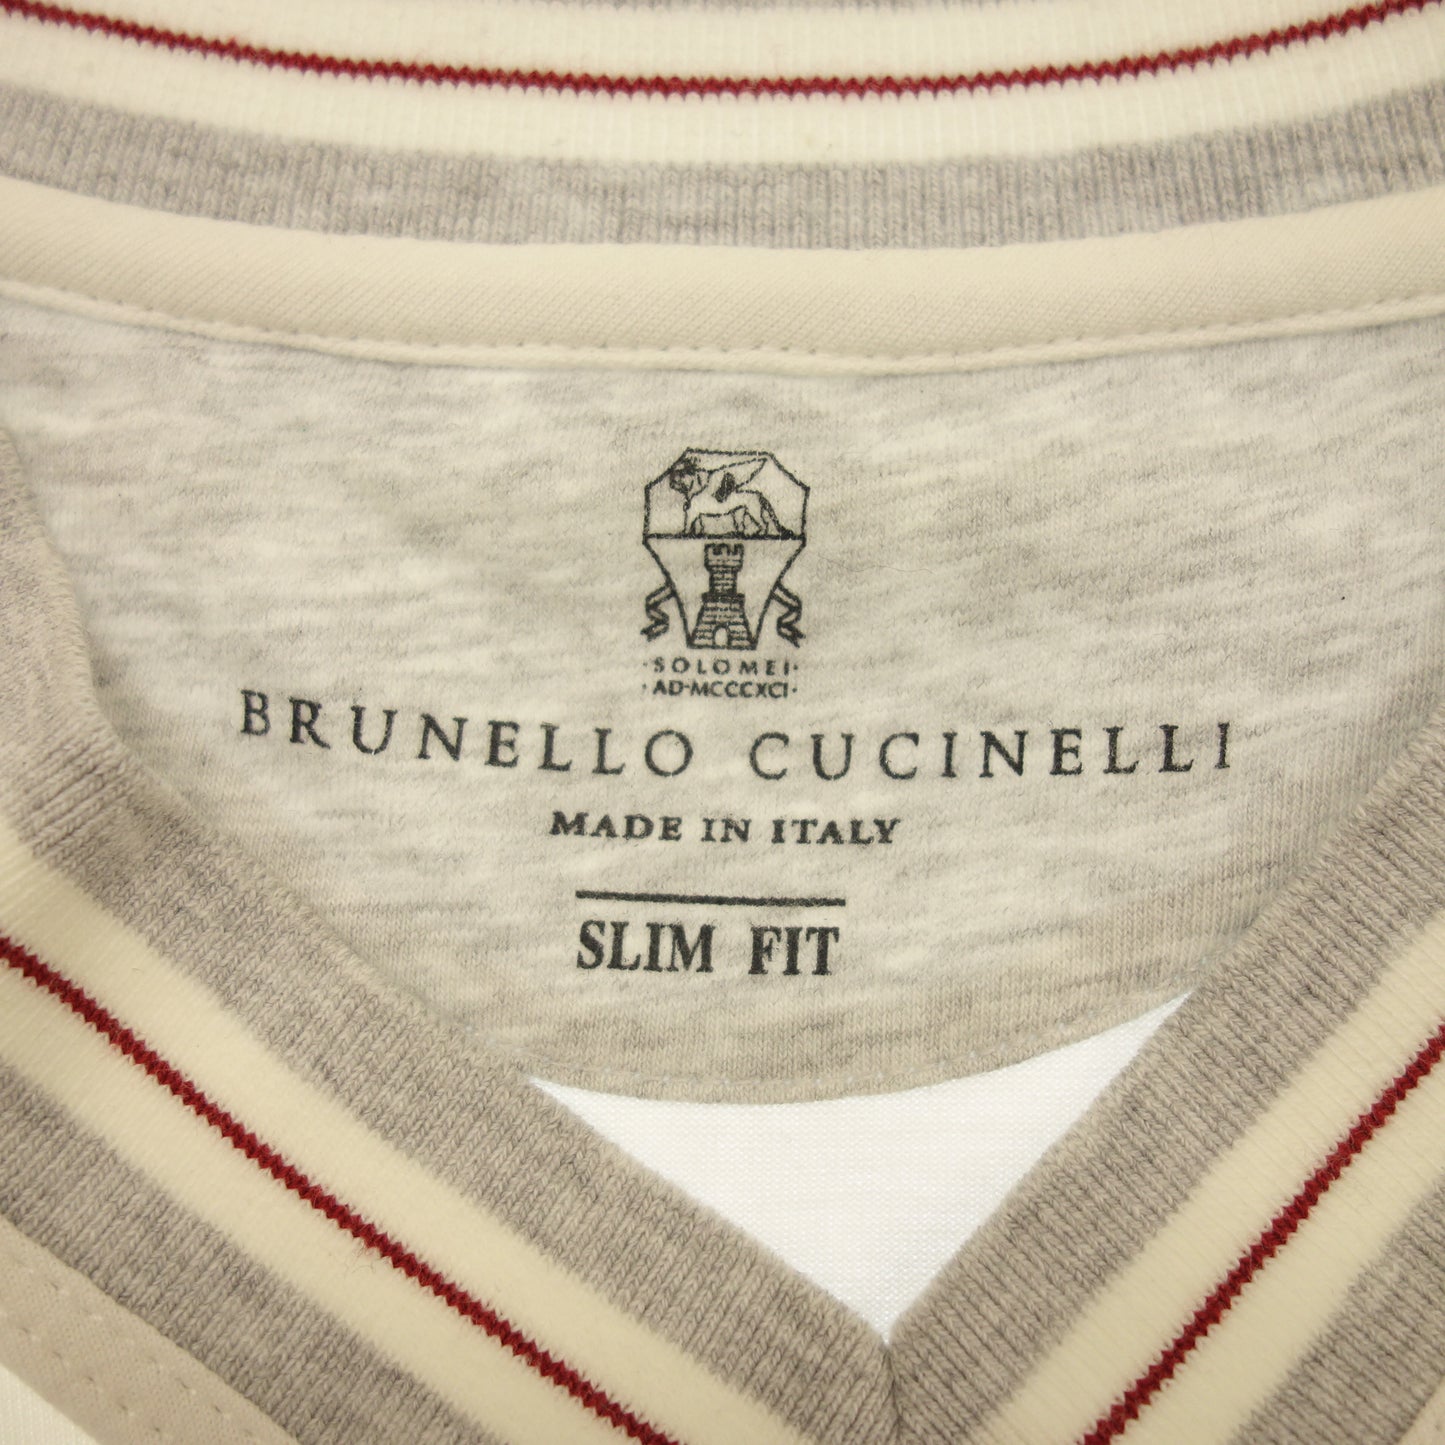 ·SOLOMEI·
·AD·MCCCXCI·
BRUNELLO CUCINELLI
MADE IN ITALY
SLIM FIT